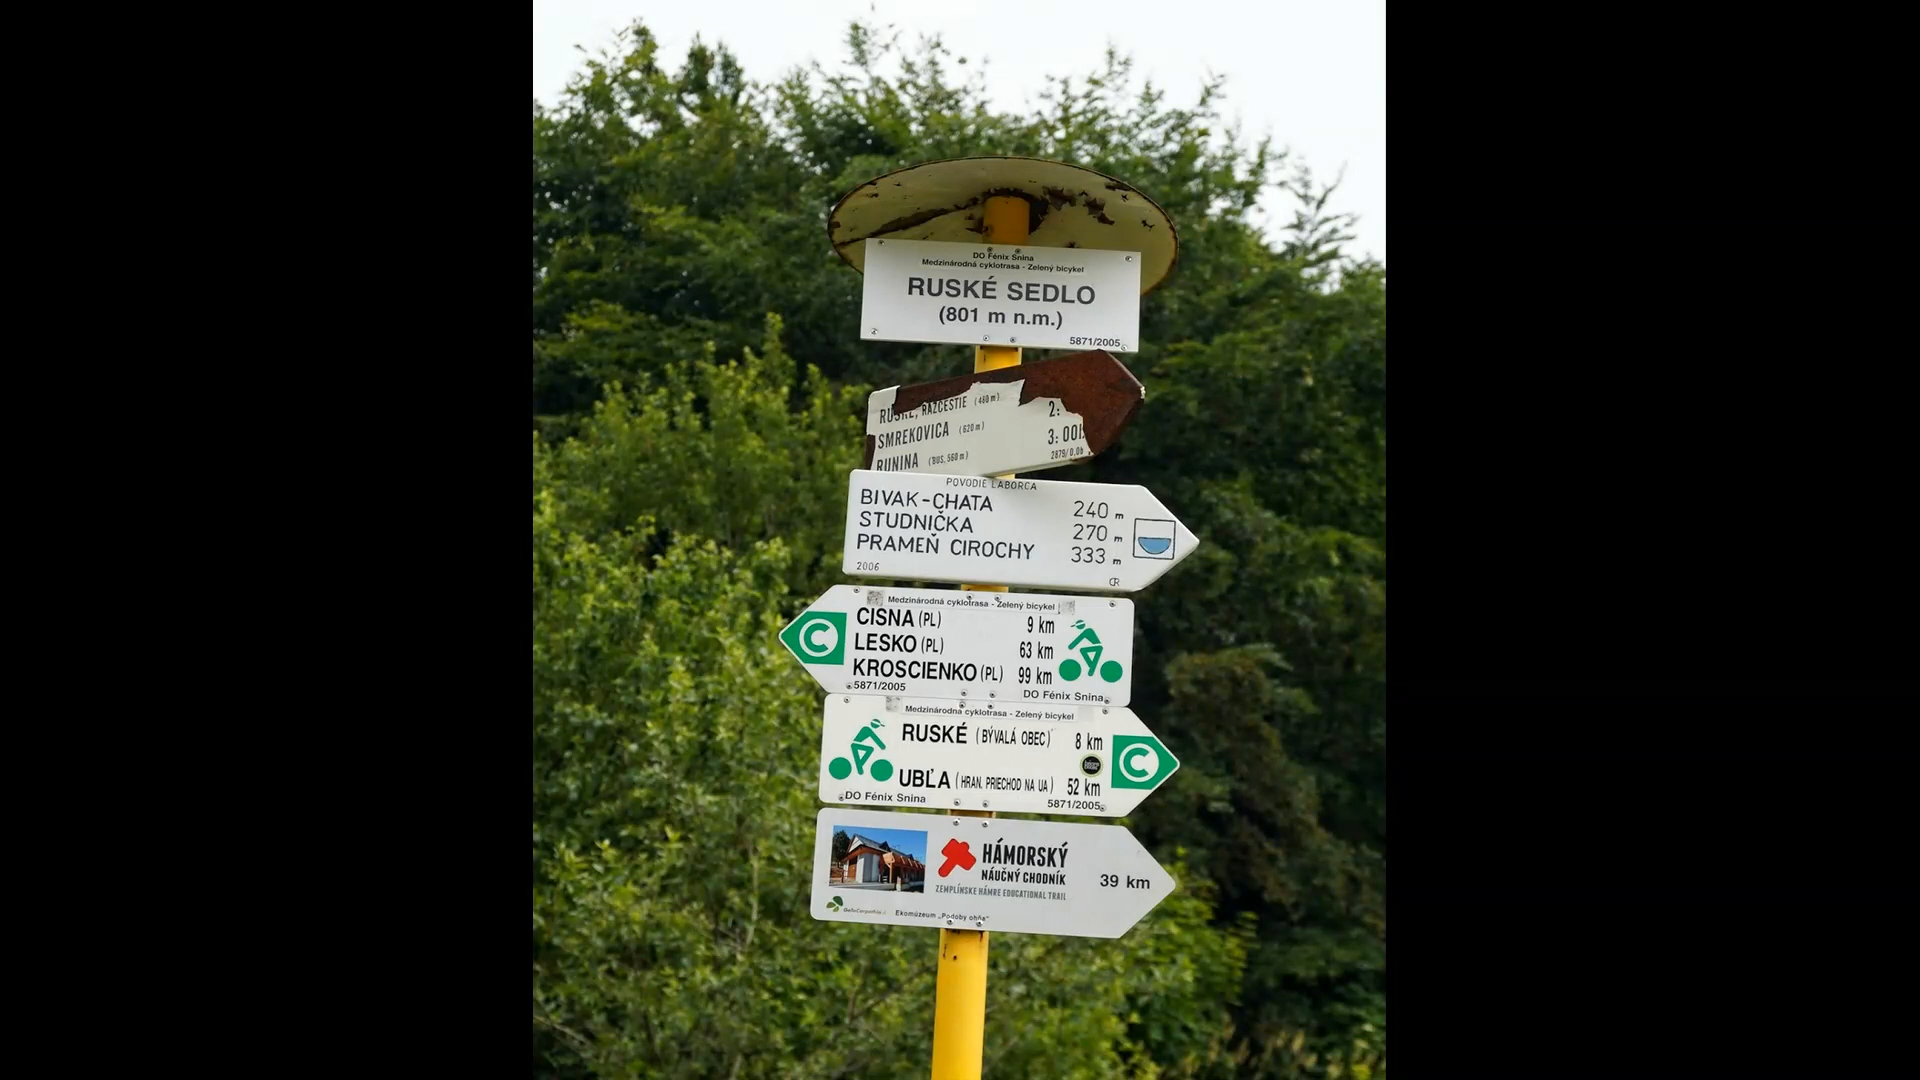 DO Fénix Snina
Medzinárodná cyklotrasa - Zelený bicykel
RUSKÉ SEDLO
(801 m n.m.)
5871/2005
RUSKÉ, RÁZCESTIE (480 m) 2:
SMREKOVICA (620 m) 3: 00
RUNINA (BUS, 560 m)
POVODIE LABORCA
BIVAK-CHATA 240 m
STUDNIČKA 270 m
PRAMEŇ CIROCHY 333 m
2006 CR
Medzinárodná cyklotrasa - Zelený bicykel
C CISNA (PL) 9 km
LESKO (PL) 63 km
KROSCIENKO (PL) 99 km
5871/2005 DO Fénix Snina
Medzinárodná cyklotrasa - Zelený bicykel
RUSKÉ (BÝVALÁ OBEC) 8 km
C
UBĽA (HRAN. PRIECHOD NA UA) 52 km
DO Fénix Snina 5871/2005
HÁMORSKÝ
NÁUČNÝ CHODNÍK 39 km
ZEMPLÍNSKE HÁMRE EDUCATIONAL TRAIL
Ekomúzeum „Podoby ohňa"